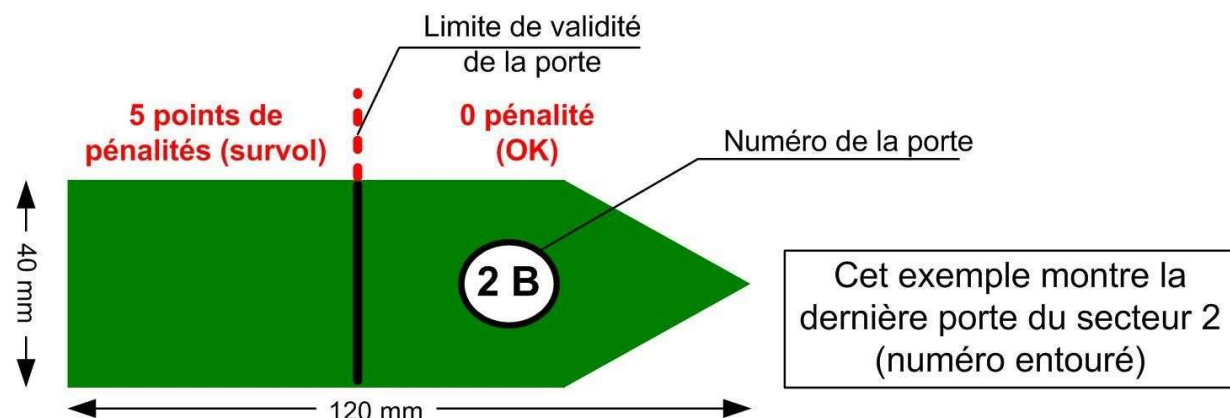 Limite de validité
de la porte
5 points de
pénalités (survol)
0 pénalité
(OK)
Numéro de la porte
40 mm
2 B
Cet exemple montre la
dernière porte du secteur 2
(numéro entouré)
120 mm